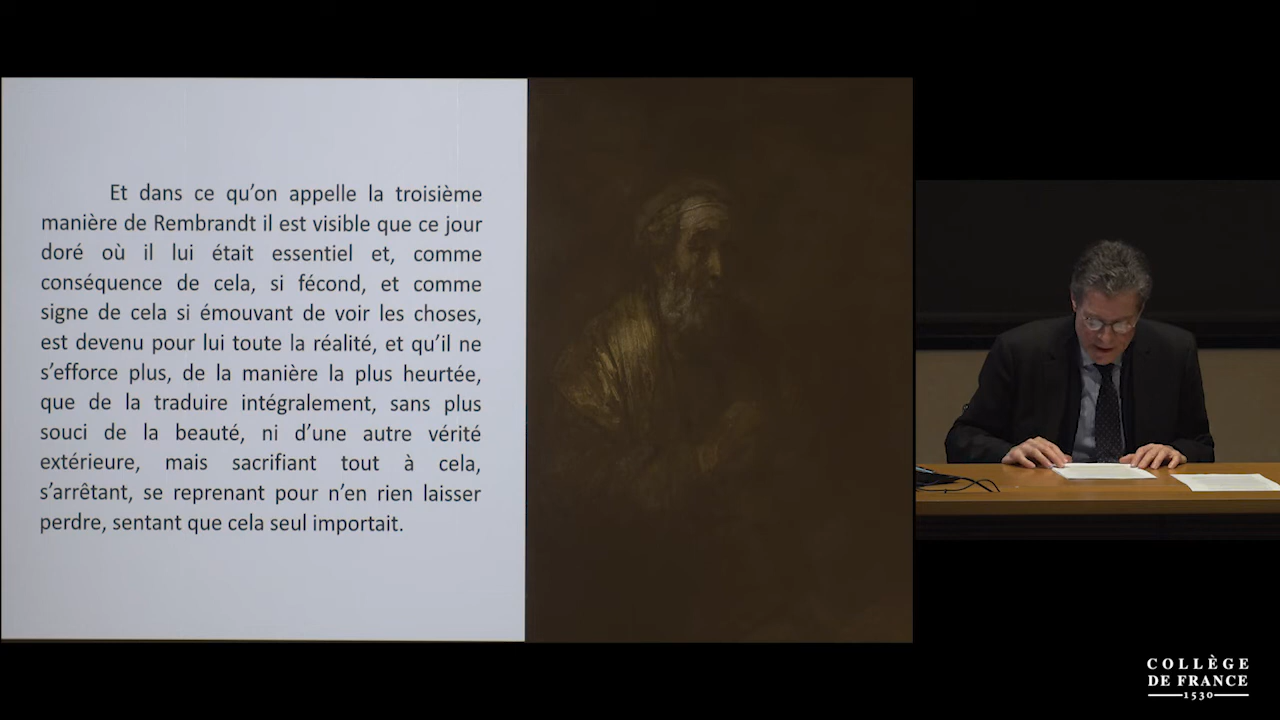 Et dans ce qu’on appelle la troisième
manière de Rembrandt il est visible que ce jour
doré où il lui était essentiel et, comme
conséquence de cela, si fécond, et comme
signe de cela si émouvant de voir les choses,
est devenu pour lui toute la réalité, et qu’il ne
s’efforce plus, de la manière la plus heurtée,
que de la traduire intégralement, sans plus
souci de la beauté, ni d’une autre vérité
extérieure, mais sacrifiant tout à cela,
s’arrêtant, se reprenant pour n’en rien laisser
perdre, sentant que cela seul importait.
COLLÈGE
DE FRANCE
1530